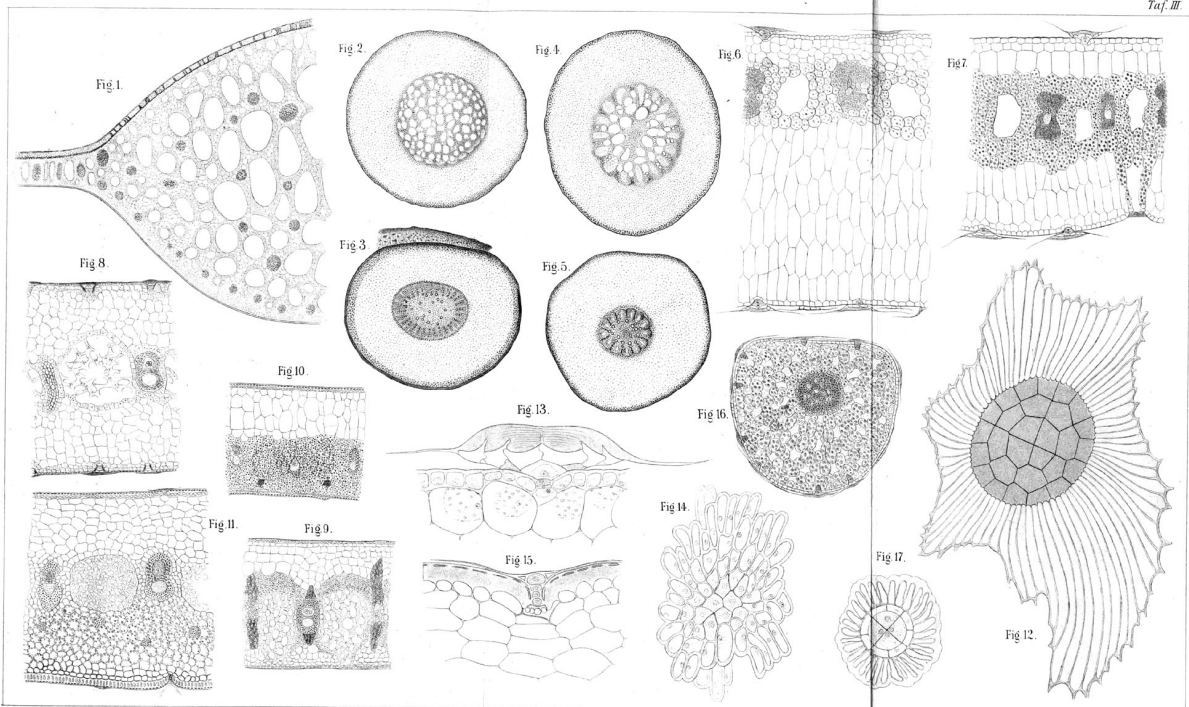 Taf. III.
Fig. 1.
Fig. 2.
Fig. 4.
Fig. 6.
Fig 7.
Fig 3.
Fig. 5.
Fig 8.
Fig. 10.
Fig. 13.
Fig 16.
Fig. 11.
Fig. 9.
Fig 15.
Fig 14.
Fig. 17.
Fig 12.